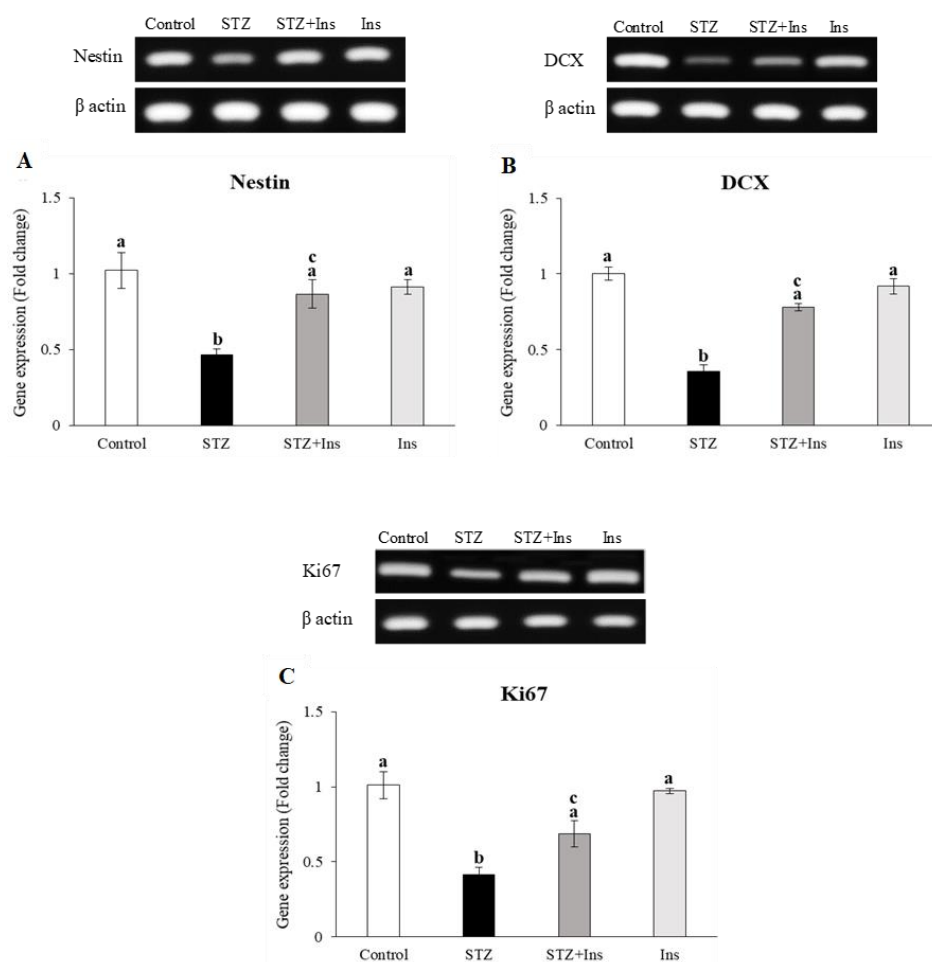 Control STZ STZ+Ins Ins
Nestin
β actin
A
Nestin
Gene expression (Fold change)
1.5
1
0.5
0
a
b
c
a
a
Control STZ STZ+Ins Ins
Control STZ STZ+Ins Ins
DCX
β actin
B
DCX
Gene expression (Fold change)
1.5
1
0.5
0
a
b
c
a
a
Control STZ STZ+Ins Ins
Control STZ STZ+Ins Ins
Ki67
β actin
C
Ki67
Gene expression (Fold change)
1.5
1
0.5
0
a
b
c
a
a
Control STZ STZ+Ins Ins